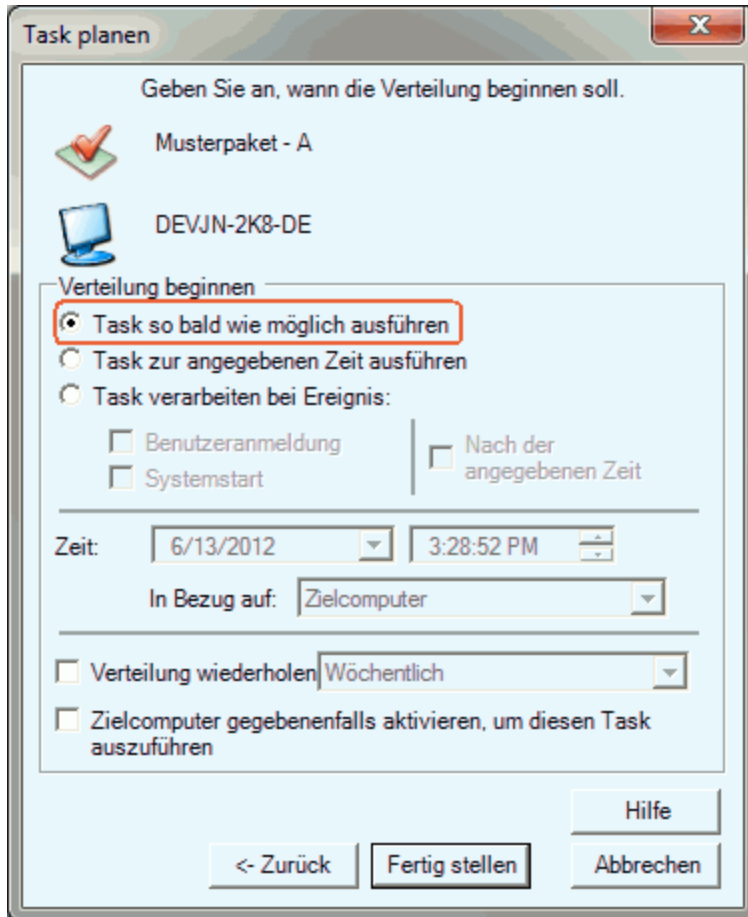 Task planen
Geben Sie an, wann die Verteilung beginnen soll.
Musterpaket - A
DEVJN-2K8-DE
Verteilung beginnen
Task so bald wie möglich ausführen
Task zur angegebenen Zeit ausführen
Task verarbeiten bei Ereignis:
Benutzeranmeldung
Systemstart
Nach der
angegebenen Zeit
Zeit: 6/13/2012 3:28:52 PM
In Bezug auf: Zielcomputer
Verteilung wiederholen Wöchentlich
Zielcomputer gegebenenfalls aktivieren, um diesen Task
auszuführen
Hilfe
<- Zurück Fertig stellen Abbrechen